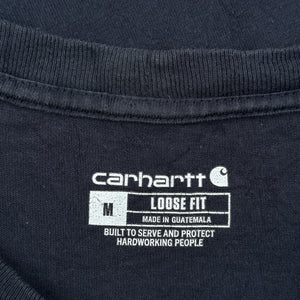 carhartt
M LOOSE FIT
MADE IN GUATEMALA
BUILT TO SERVE AND PROTECT
HARDWORKING PEOPLE